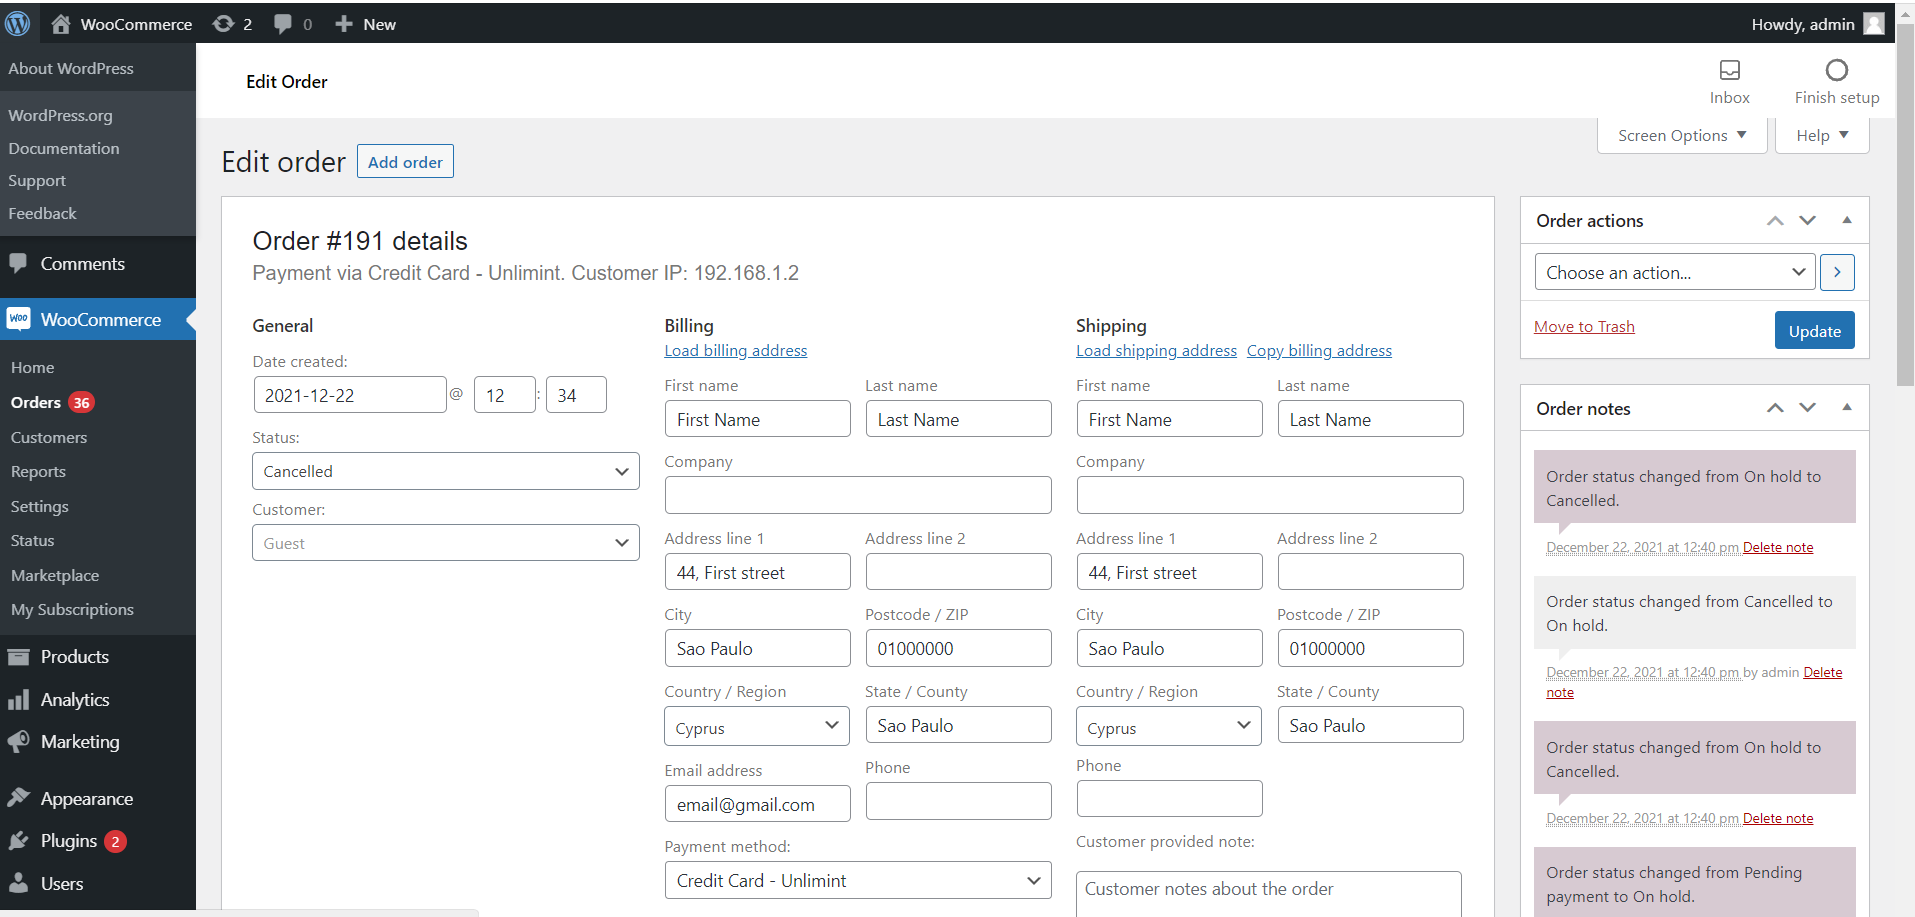 WooCommerce 2 0 New
Howdy, admin
About WordPress
WordPress.org
Documentation
Support
Feedback
Comments
Woo WooCommerce
Home
Orders 36
Customers
Reports
Settings
Status
Marketplace
My Subscriptions
Products
Analytics
Marketing
Appearance
Plugins 2
Users
Edit Order
Inbox
Finish setup
Screen Options
Help
Edit order
Add order
Order #191 details
Payment via Credit Card - Unlimint. Customer IP: 192.168.1.2
General
Date created:
2021-12-22 @ 12 : 34
Status:
Cancelled
Customer:
Guest
Billing
Load billing address
First name Last name
First Name Last Name
Company
Address line 1 Address line 2
44, First street
City Postcode / ZIP
Sao Paulo 01000000
Country / Region State / County
Cyprus Sao Paulo
Email address Phone
email@gmail.com
Payment method:
Credit Card - Unlimint
Shipping
Load shipping address Copy billing address
First name Last name
First Name Last Name
Company
Address line 1 Address line 2
44, First street
City Postcode / ZIP
Sao Paulo 01000000
Country / Region State / County
Cyprus Sao Paulo
Phone
Customer provided note:
Customer notes about the order
Order actions
Choose an action...
Move to Trash
Update
Order notes
Order status changed from On hold to
Cancelled.
December 22, 2021 at 12:40 pm Delete note
Order status changed from Cancelled to
On hold.
December 22, 2021 at 12:40 pm by admin Delete
note
Order status changed from On hold to
Cancelled.
December 22, 2021 at 12:40 pm Delete note
Order status changed from Pending
payment to On hold.